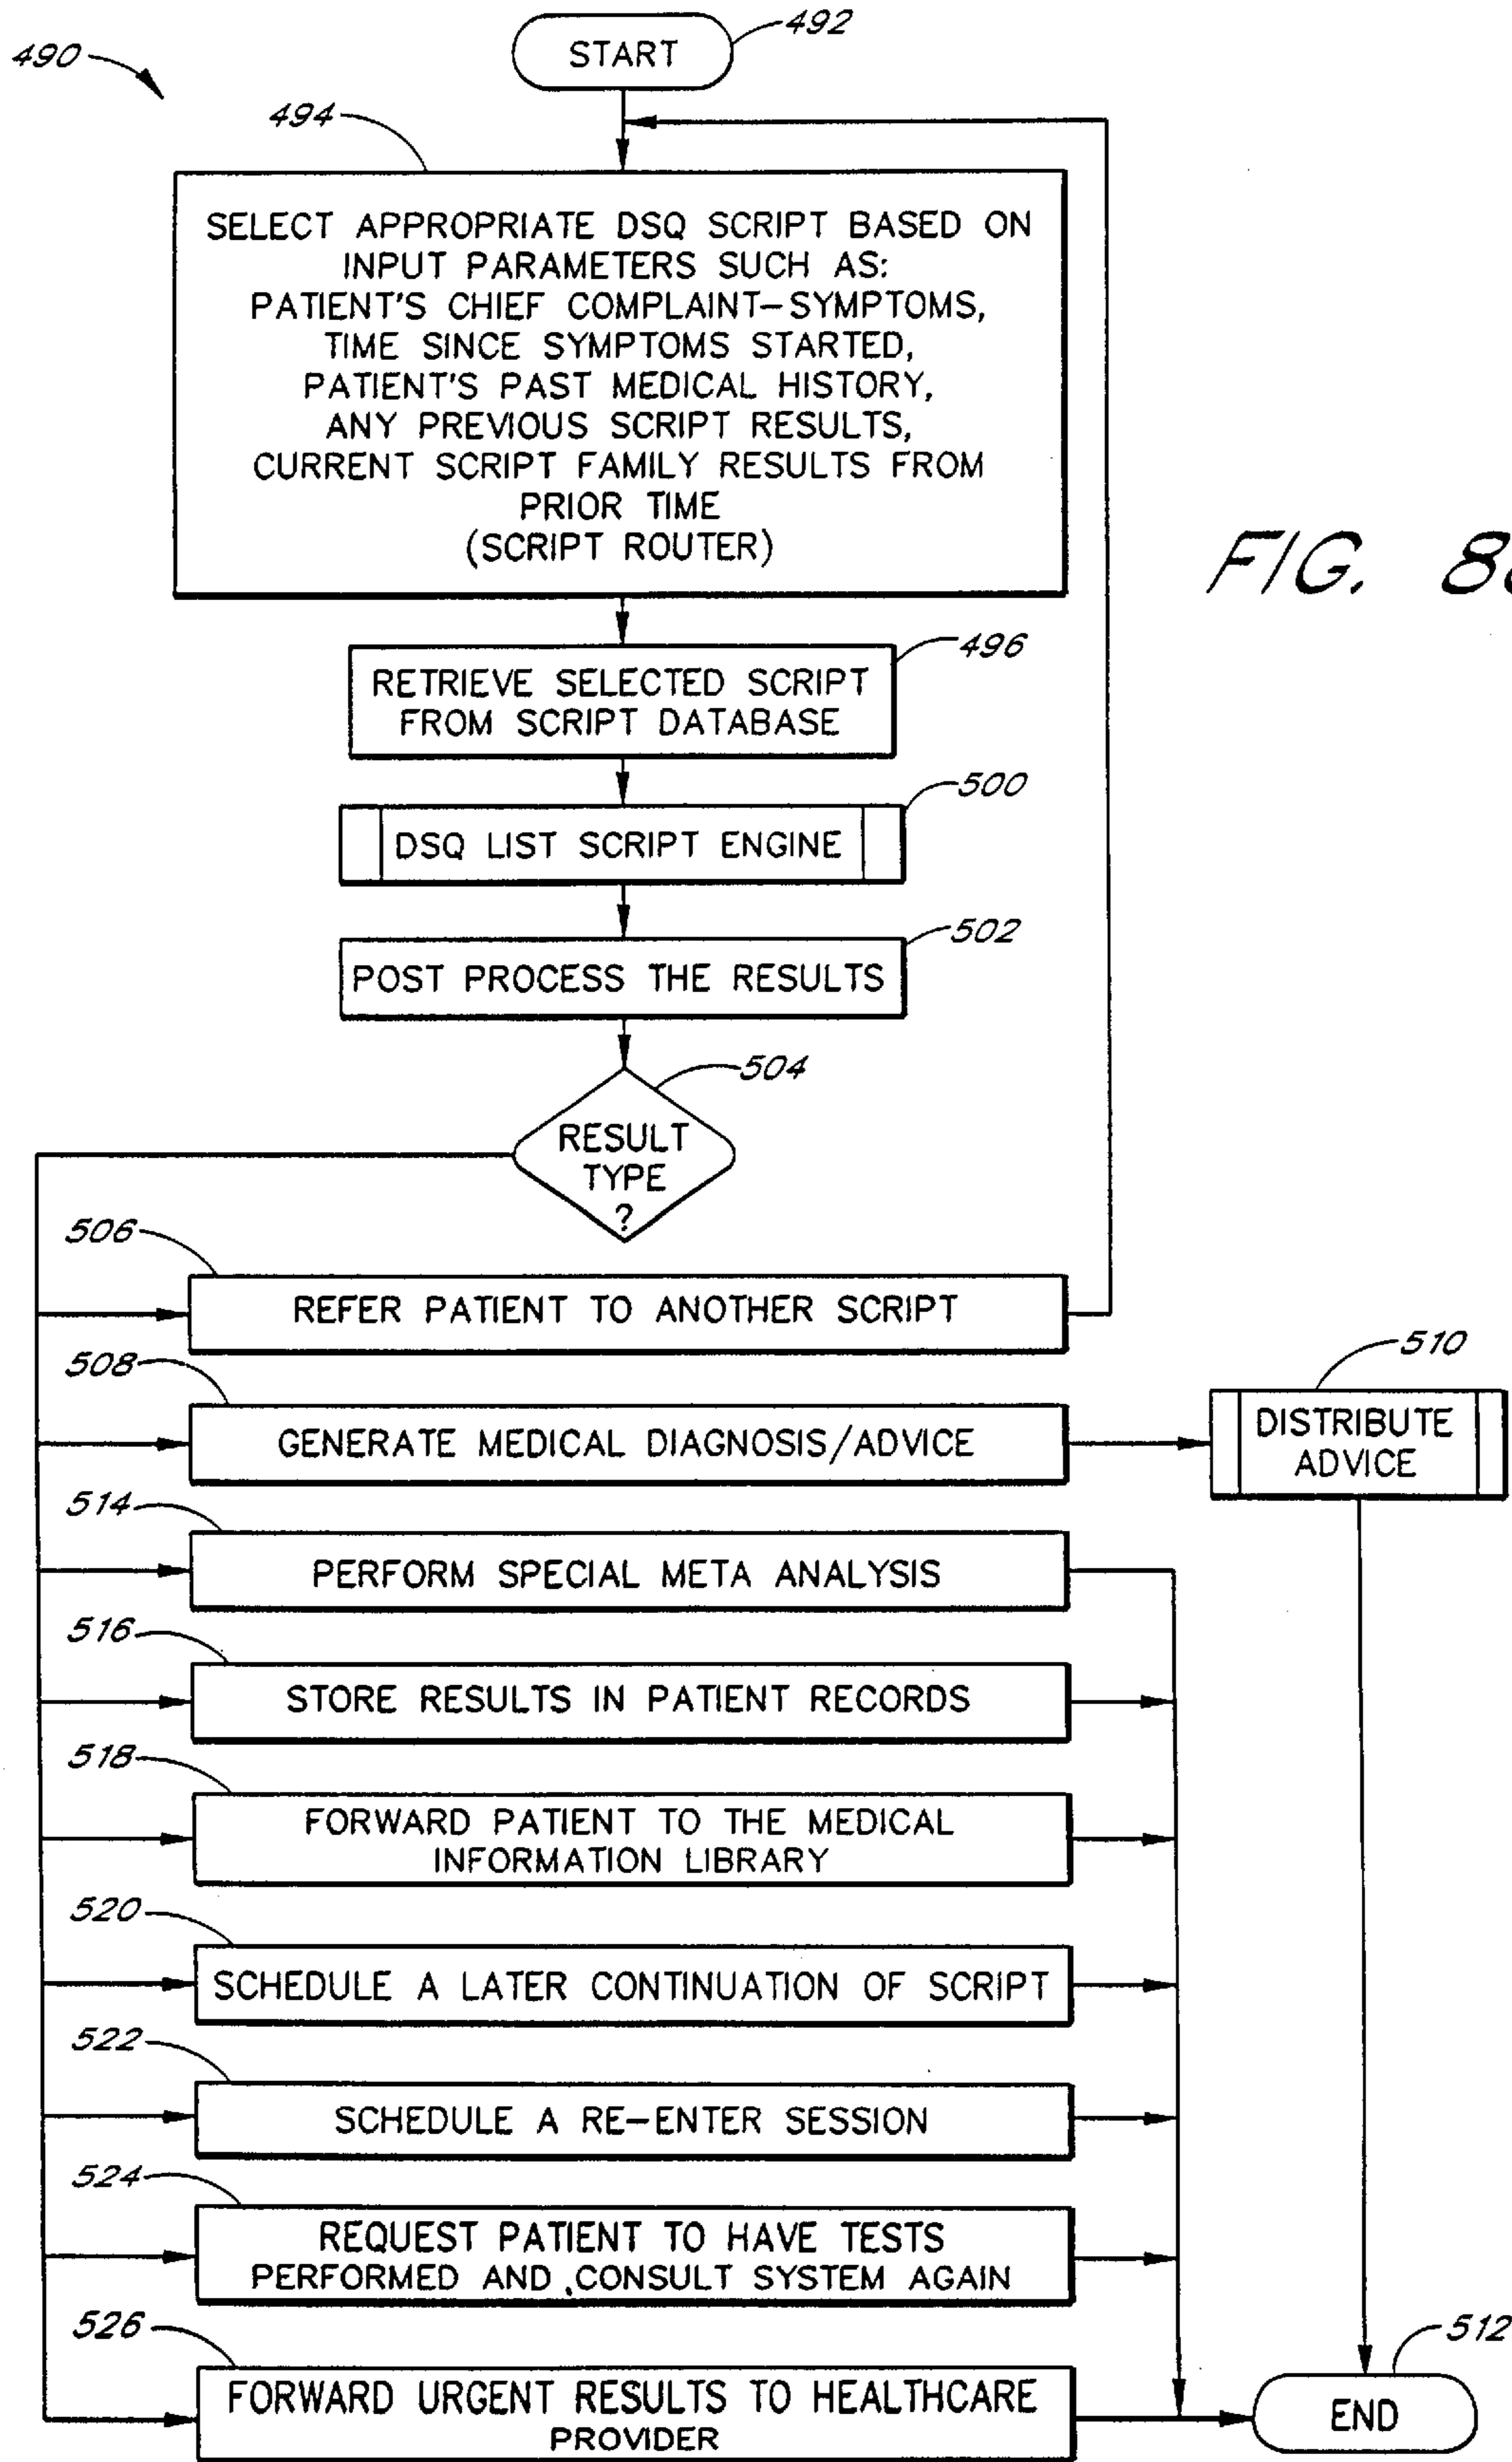 492
START
490
494
SELECT APPROPRIATE DSQ SCRIPT BASED ON
INPUT PARAMETERS SUCH AS:
PATIENT'S CHIEF COMPLAINT-SYMPTOMS,
TIME SINCE SYMPTOMS STARTED,
PATIENT'S PAST MEDICAL HISTORY,
ANY PREVIOUS SCRIPT RESULTS,
CURRENT SCRIPT FAMILY RESULTS FROM
PRIOR TIME
(SCRIPT ROUTER)
FIG. 8
496
RETRIEVE SELECTED SCRIPT
FROM SCRIPT DATABASE
500
DSQ LIST SCRIPT ENGINE
502
POST PROCESS THE RESULTS
504
RESULT
TYPE
?
506
REFER PATIENT TO ANOTHER SCRIPT
508
GENERATE MEDICAL DIAGNOSIS/ADVICE
510
DISTRIBUTE
ADVICE
514
PERFORM SPECIAL META ANALYSIS
516
STORE RESULTS IN PATIENT RECORDS
518
FORWARD PATIENT TO THE MEDICAL
INFORMATION LIBRARY
520
SCHEDULE A LATER CONTINUATION OF SCRIPT
522
SCHEDULE A RE-ENTER SESSION
524
REQUEST PATIENT TO HAVE TESTS
PERFORMED AND CONSULT SYSTEM AGAIN
526
FORWARD URGENT RESULTS TO HEALTHCARE
PROVIDER
512
END